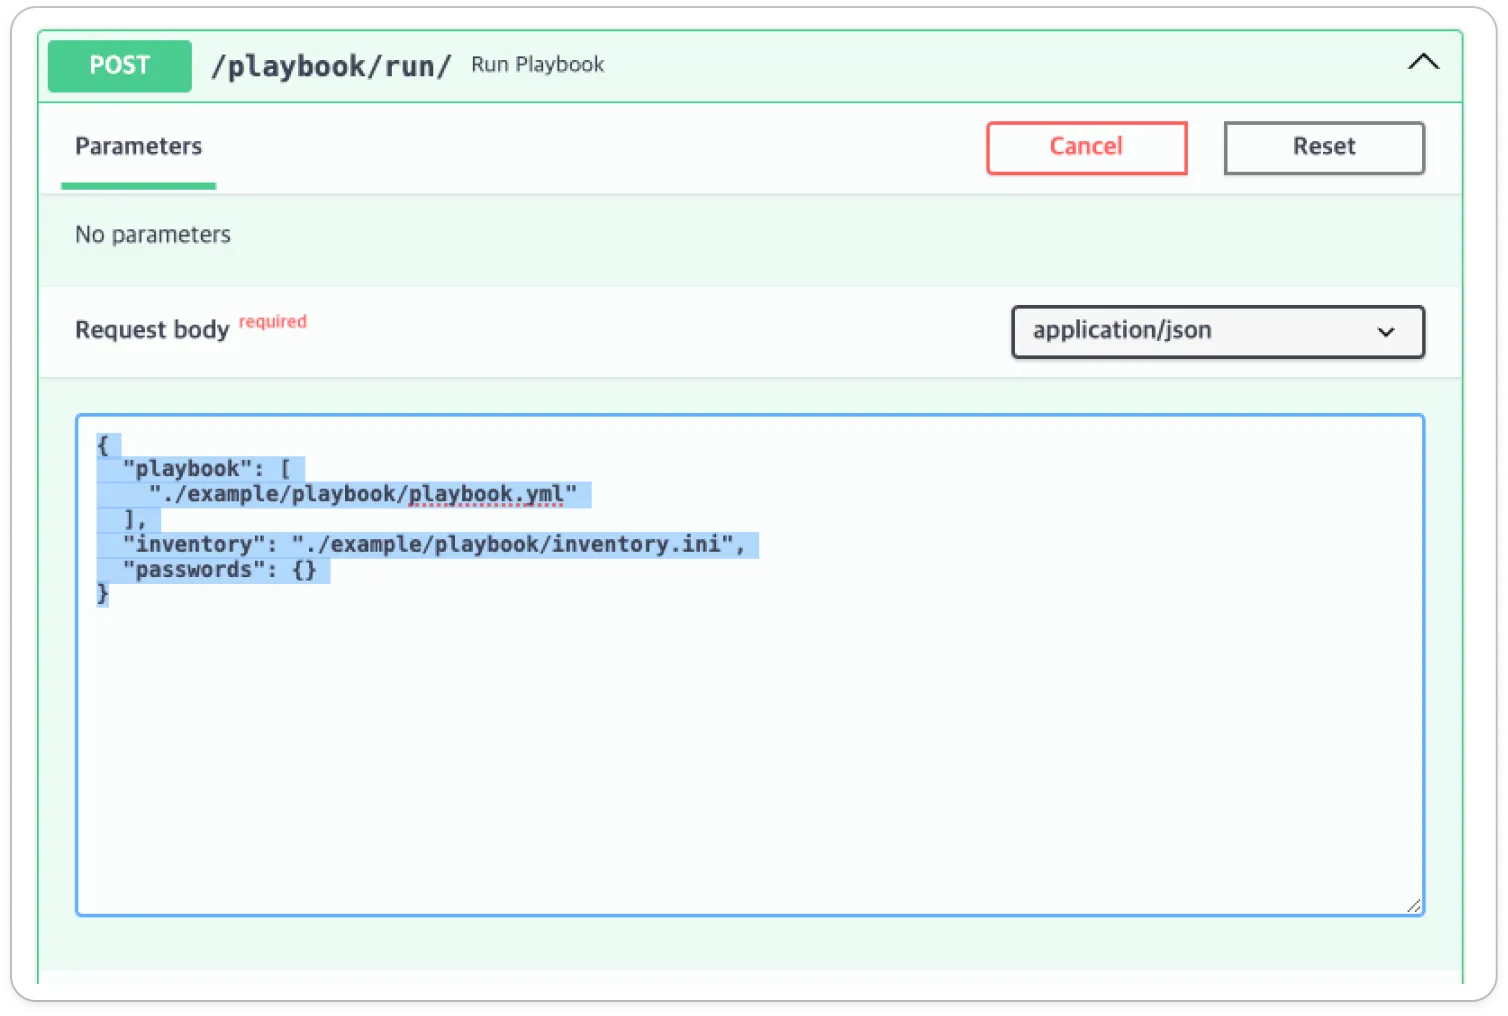 POST /playbook/run/ Run Playbook
Parameters Cancel Reset
No parameters
Request body required application/json
{
  "playbook": [
    "./example/playbook/playbook.yml"
  ],
  "inventory": "./example/playbook/inventory.ini",
  "passwords": {}
}